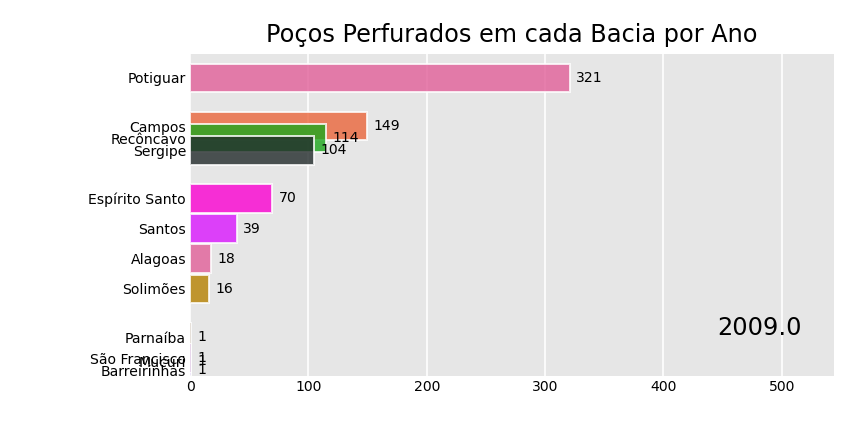 Poços Perfurados em cada Bacia por Ano
Potiguar 321
Campos 149
Recôncavo 114
Sergipe 104
Espírito Santo 70
Santos 39
Alagoas 18
Solimões 16
2009.0
Parnaíba 1
São Francisco 1
Mucuri 1
Barreirinhas 1
0 100 200 300 400 500